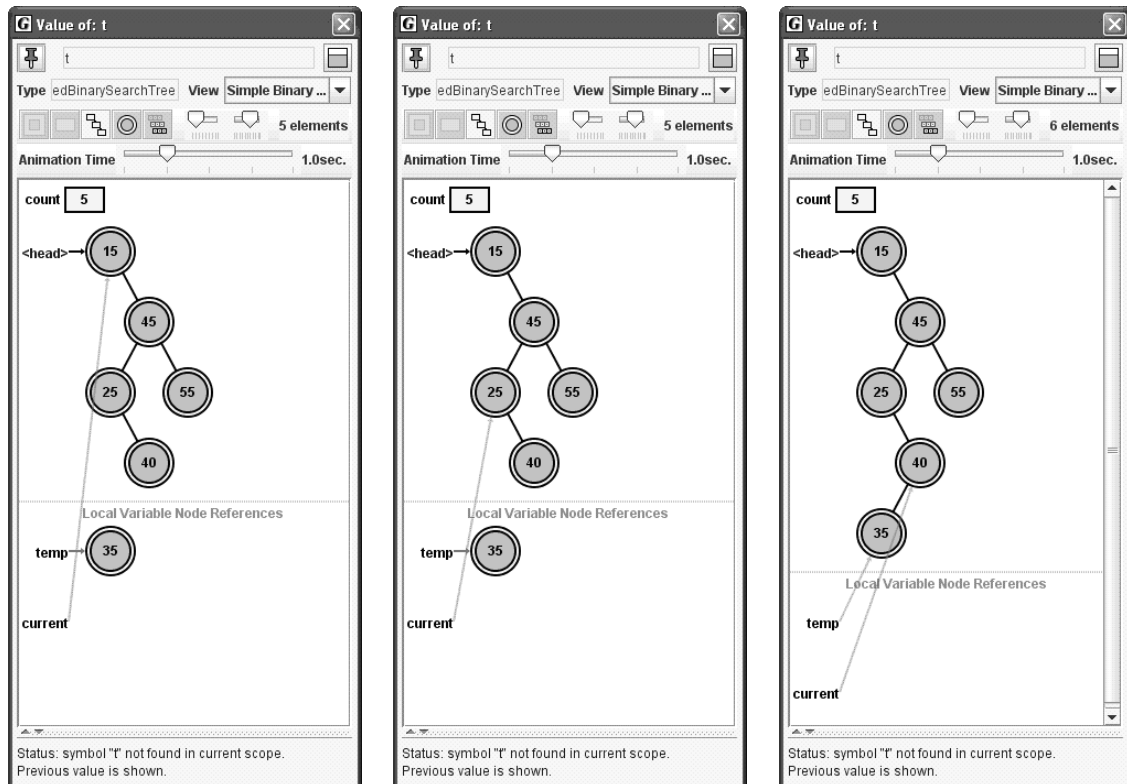 Value of: t
t
Type edBinarySearchTree View Simple Binary ...
5 elements
Animation Time 1.0sec.
count 5
<head> 15
45
25 55
40
Local Variable Node References
temp 35
current
Status: symbol "t" not found in current scope.
Previous value is shown.
Value of: t
t
Type edBinarySearchTree View Simple Binary ...
5 elements
Animation Time 1.0sec.
count 5
<head> 15
45
25 55
40
Local Variable Node References
temp 35
current
Status: symbol "t" not found in current scope.
Previous value is shown.
Value of: t
t
Type edBinarySearchTree View Simple Binary ...
6 elements
Animation Time 1.0sec.
count 5
<head> 15
45
25 55
40
35
Local Variable Node References
temp
current
Status: symbol "t" not found in current scope.
Previous value is shown.